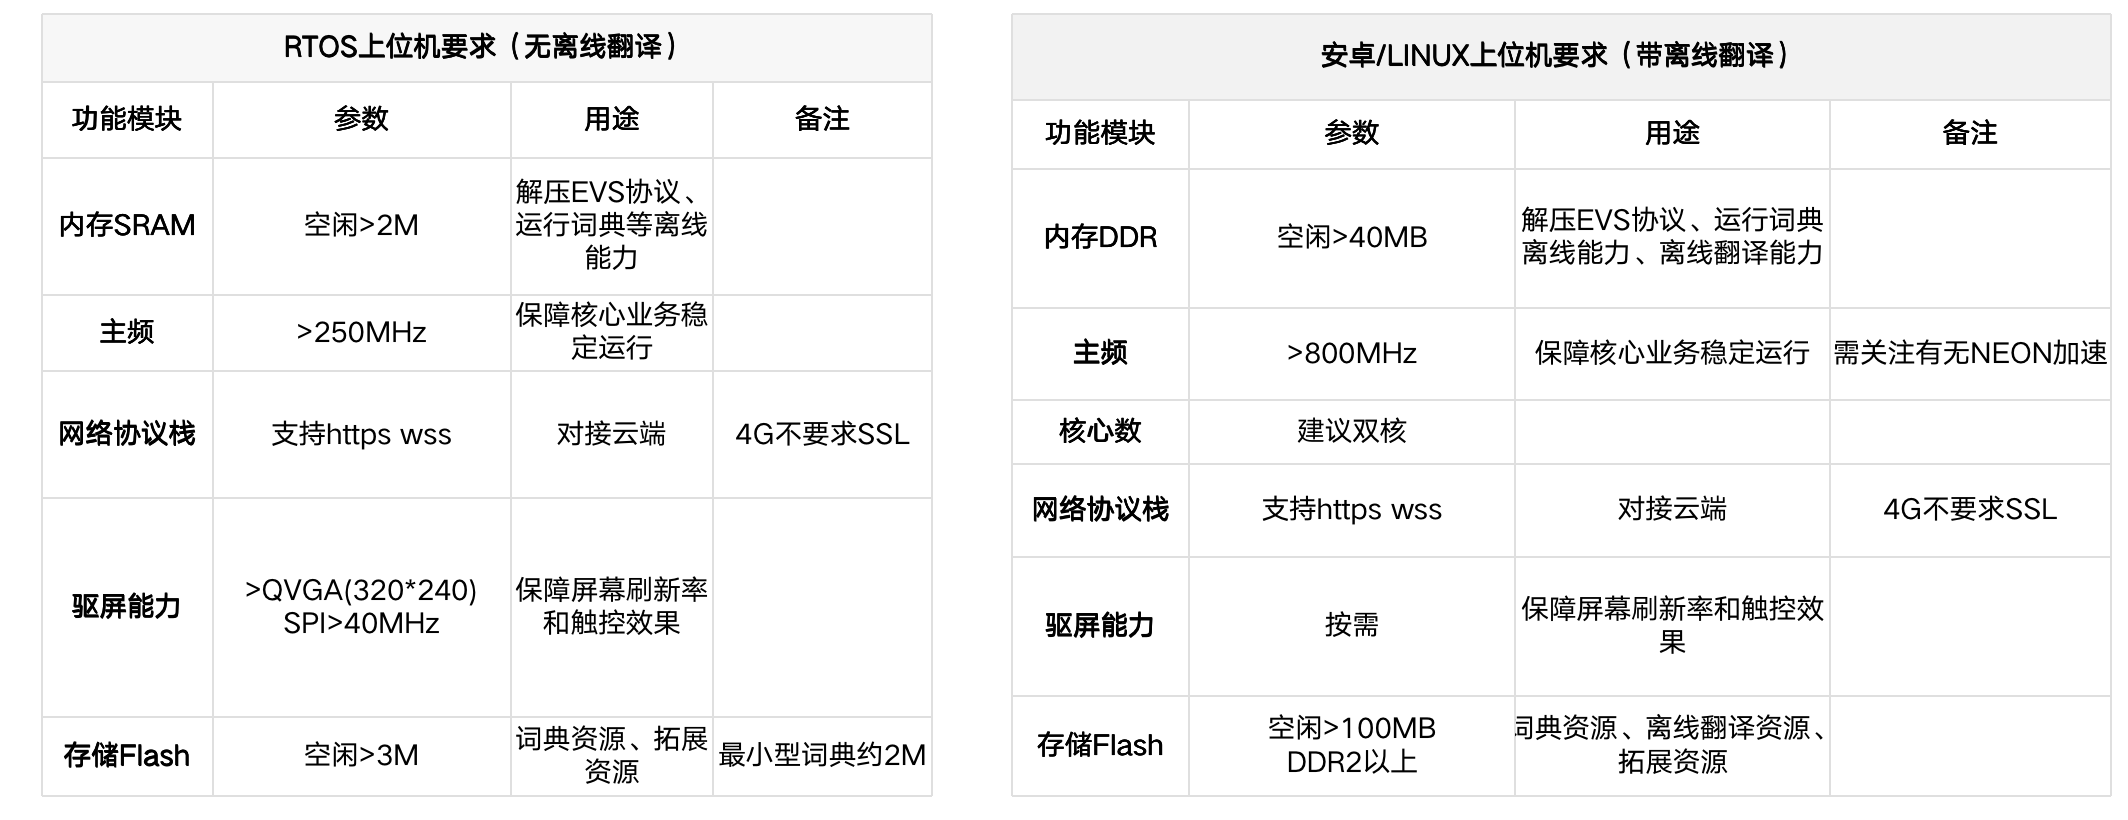 RTOS上位机要求（无离线翻译）
功能模块
参数
用途
备注
内存SRAM
空闲>2M
解压EVS协议、
运行词典等离线
能力
主频
>250MHz
保障核心业务稳
定运行
网络协议栈
支持https wss
对接云端
4G不要求SSL
驱屏能力
>QVGA(320*240)
SPI>40MHz
保障屏幕刷新率
和触控效果
存储Flash
空闲>3M
词典资源、拓展
资源
最小型词典约2M
安卓/LINUX上位机要求（带离线翻译）
功能模块
参数
用途
备注
内存DDR
空闲>40MB
解压EVS协议、运行词典
离线能力、离线翻译能力
主频
>800MHz
保障核心业务稳定运行
需关注有无NEON加速
核心数
建议双核
网络协议栈
支持https wss
对接云端
4G不要求SSL
驱屏能力
按需
保障屏幕刷新率和触控效
果
存储Flash
空闲>100MB
DDR2以上
词典资源、离线翻译资源、
拓展资源